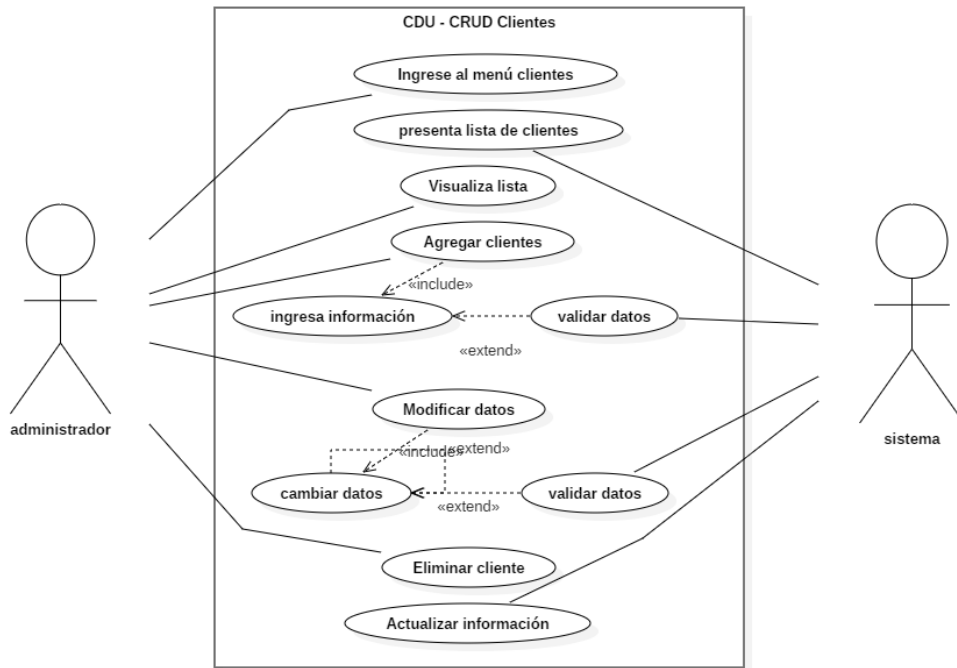 CDU - CRUD Clientes
Ingrese al menú clientes
presenta lista de clientes
Visualiza lista
Agregar clientes
«include»
ingresa información
validar datos
«extend»
Modificar datos
administrador
sistema
«include»
«extend»
cambiar datos
validar datos
«extend»
Eliminar cliente
Actualizar información